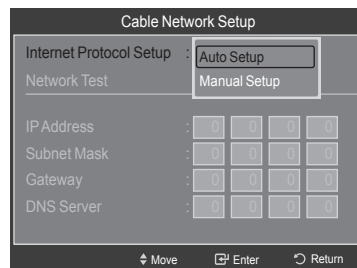 Cable Network Setup
Internet Protocol Setup : Auto Setup
Manual Setup
Network Test
IP Address : 0 0 0 0
Subnet Mask : 0 0 0 0
Gateway : 0 0 0 0
DNS Server : 0 0 0 0
Move Enter Return